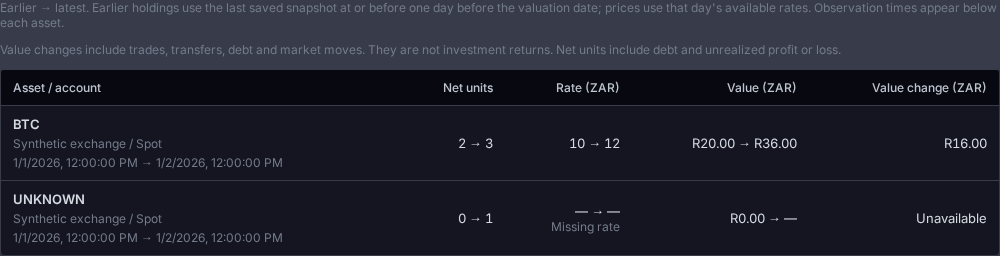 Earlier → latest. Earlier holdings use the last saved snapshot at or before one day before the valuation date; prices use that day's available rates. Observation times appear below
each asset.
Value changes include trades, transfers, debt and market moves. They are not investment returns. Net units include debt and unrealized profit or loss.
Asset / account Net units Rate (ZAR) Value (ZAR) Value change (ZAR)
BTC
Synthetic exchange / Spot 2 → 3 10 → 12 R20.00 → R36.00 R16.00
1/1/2026, 12:00:00 PM → 1/2/2026, 12:00:00 PM
UNKNOWN
Synthetic exchange / Spot 0 → 1 — → — R0.00 → — Unavailable
Missing rate
1/1/2026, 12:00:00 PM → 1/2/2026, 12:00:00 PM